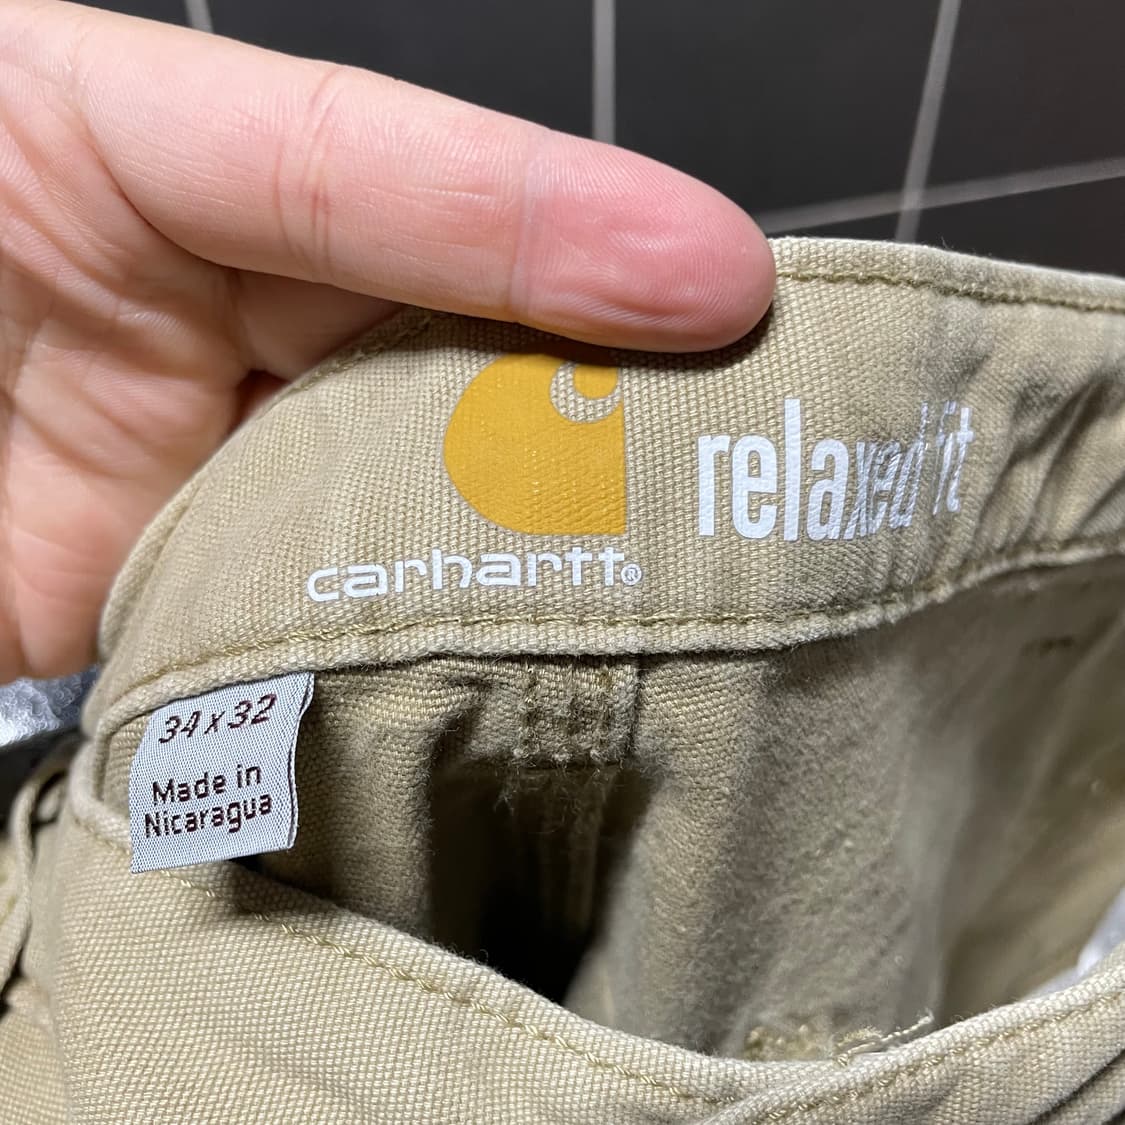 carhartt®
relaxed fit
34 x 32
Made in
Nicaragua